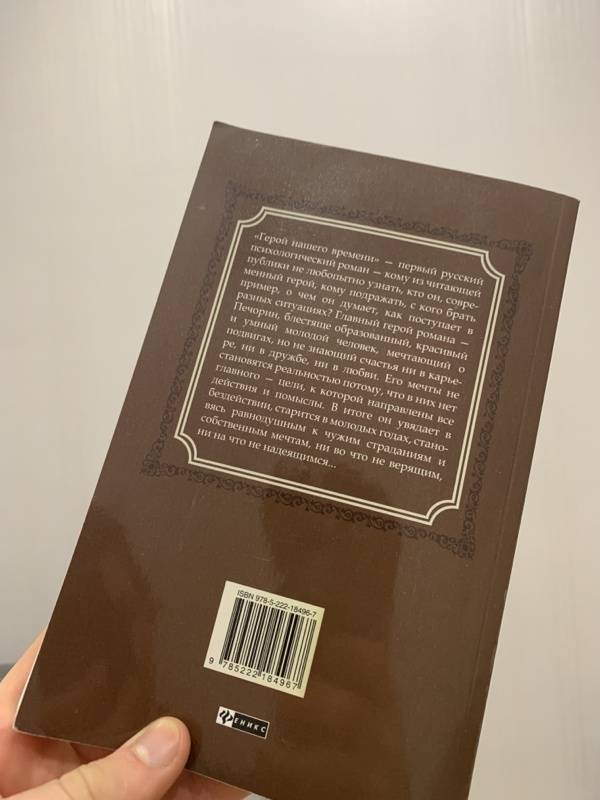 «Герой нашего времени» — первый русский
психологический роман — кому из читающей
публики не любопытно узнать, кто он, совре-
менный герой, кому подражать, с кого брать
пример, о чем он думает, как поступает в
разных ситуациях? Главный герой романа —
Печорин, блестяще образованный, красивый
и умный молодой человек, мечтающий о
подвигах, но не знающий счастья ни в карье-
ре, ни в дружбе, ни в любви. Его мечты не
становятся реальностью потому, что в них нет
главного — цели, к которой направлены все
действия и помыслы. В итоге он увядает в
бездействии, старится в молодых годах, стано-
вясь равнодушным к чужим страданиям и
собственным мечтам, ни во что не верящим,
ни на что не надеящимся...
ISBN 978-5-222-18496-7
9 785222 184967
ФЕНИКС